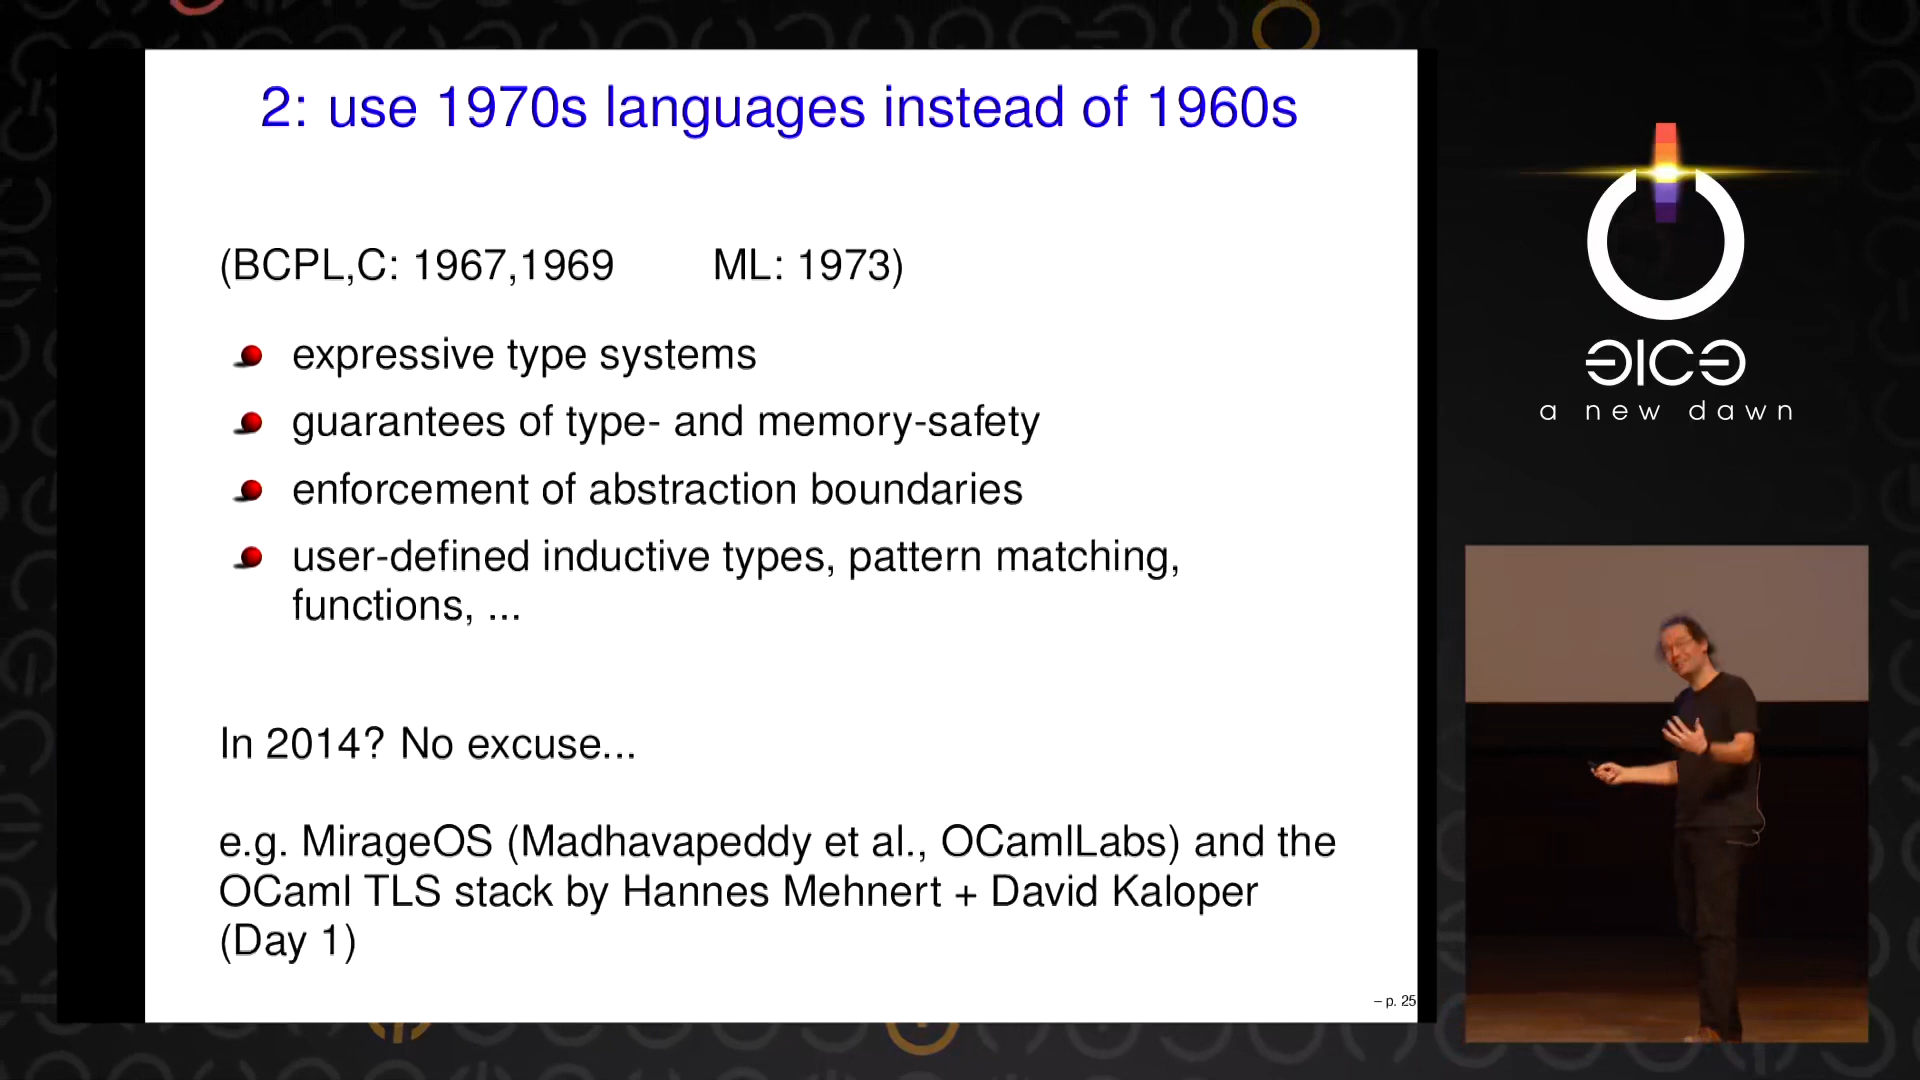 2: use 1970s languages instead of 1960s
(BCPL,C: 1967,1969 ML: 1973)
expressive type systems
guarantees of type- and memory-safety
enforcement of abstraction boundaries
user-defined inductive types, pattern matching,
functions, ...
In 2014? No excuse...
e.g. MirageOS (Madhavapeddy et al., OCamlLabs) and the
OCaml TLS stack by Hannes Mehnert + David Kaloper
(Day 1)
– p. 25
a new dawn